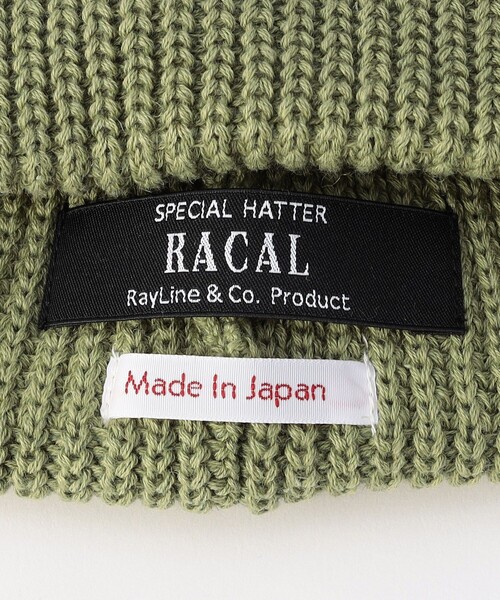 SPECIAL HATTER
RACAL
RayLine & Co. Product
Made In Japan